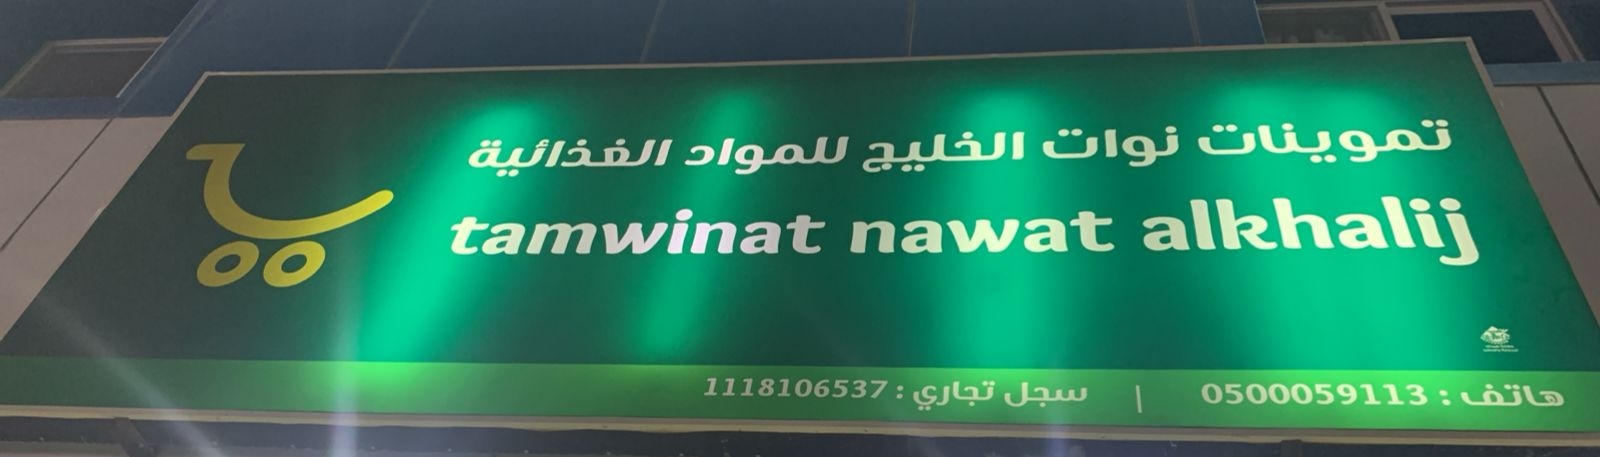 تموينات نوات الخليج للمواد الغذائية
tamwinat nawat alkhalij
هاتف : 0500059113 | سجل تجاري : 1118106537